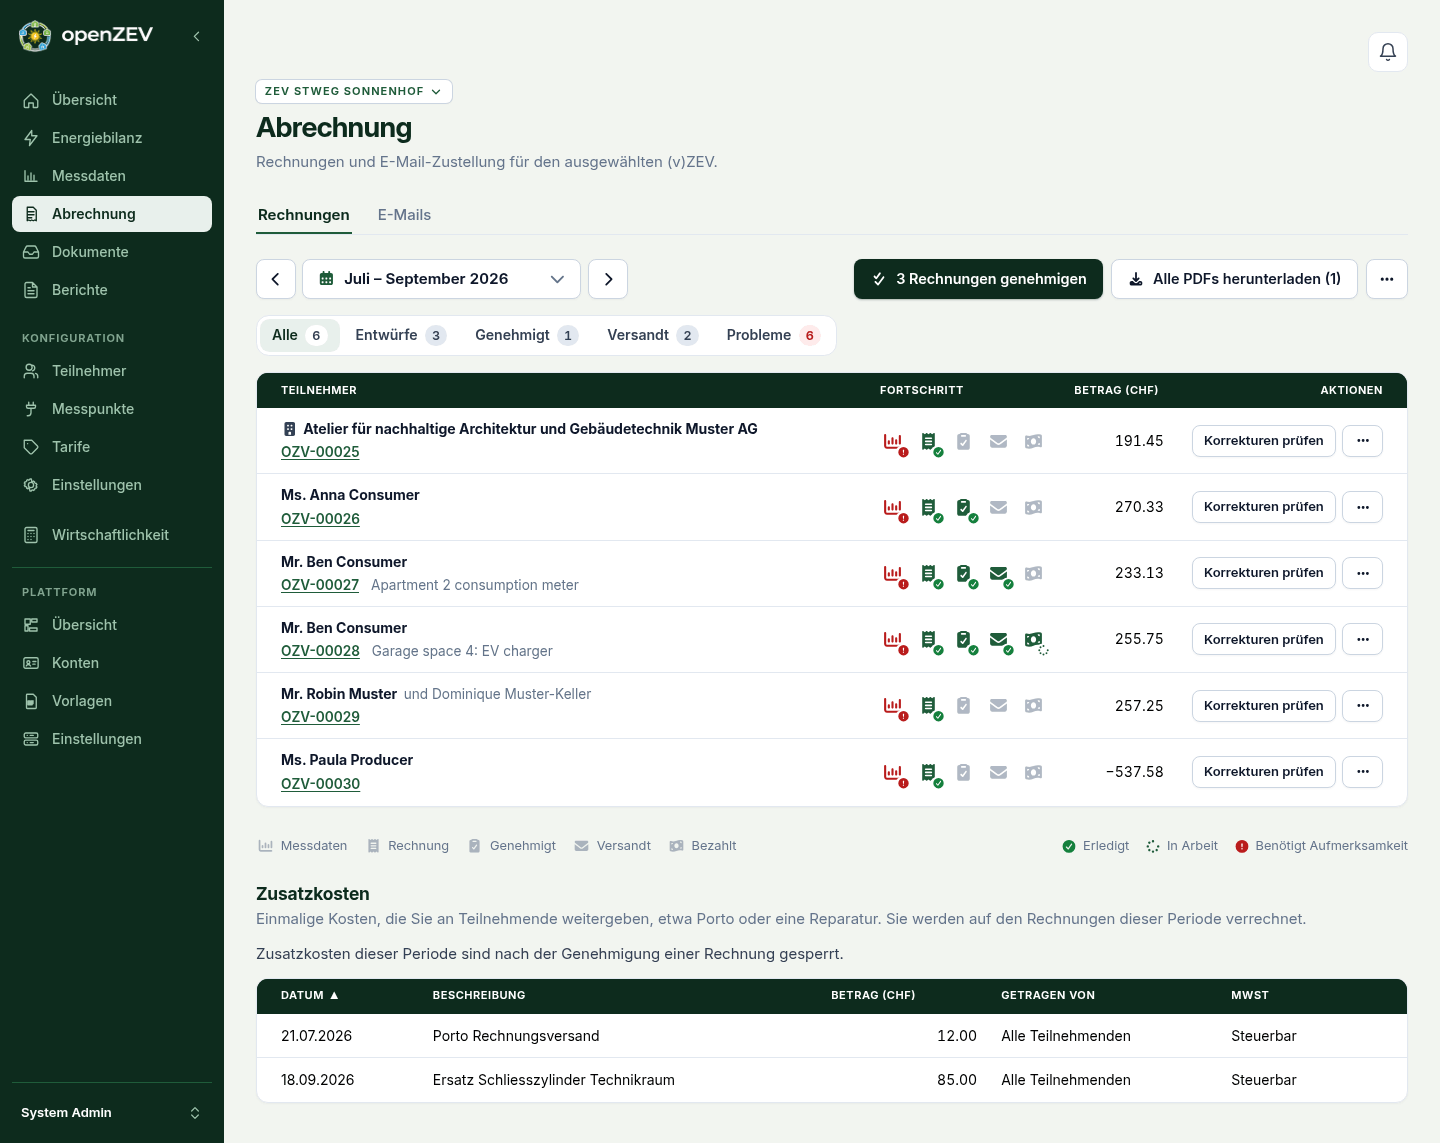 openZEV
Übersicht
Energiebilanz
Messdaten
Abrechnung
Dokumente
Berichte
KONFIGURATION
Teilnehmer
Messpunkte
Tarife
Einstellungen
Wirtschaftlichkeit
PLATTFORM
Übersicht
Konten
Vorlagen
Einstellungen
System Admin
ZEV STWEG SONNENHOF
Abrechnung
Rechnungen und E-Mail-Zustellung für den ausgewählten (v)ZEV.
Rechnungen E-Mails
Juli – September 2026 3 Rechnungen genehmigen Alle PDFs herunterladen (1)
Alle 6 Entwürfe 3 Genehmigt 1 Versandt 2 Probleme 6
TEILNEHMER FORTSCHRITT BETRAG (CHF) AKTIONEN
Atelier für nachhaltige Architektur und Gebäudetechnik Muster AG
OZV-00025 191.45 Korrekturen prüfen
Ms. Anna Consumer
OZV-00026 270.33 Korrekturen prüfen
Mr. Ben Consumer
OZV-00027 Apartment 2 consumption meter 233.13 Korrekturen prüfen
Mr. Ben Consumer
OZV-00028 Garage space 4: EV charger 255.75 Korrekturen prüfen
Mr. Robin Muster und Dominique Muster-Keller
OZV-00029 257.25 Korrekturen prüfen
Ms. Paula Producer
OZV-00030 −537.58 Korrekturen prüfen
Messdaten Rechnung Genehmigt Versandt Bezahlt Erledigt In Arbeit Benötigt Aufmerksamkeit
Zusatzkosten
Einmalige Kosten, die Sie an Teilnehmende weitergeben, etwa Porto oder eine Reparatur. Sie werden auf den Rechnungen dieser Periode verrechnet.
Zusatzkosten dieser Periode sind nach der Genehmigung einer Rechnung gesperrt.
DATUM ▲ BESCHREIBUNG BETRAG (CHF) GETRAGEN VON MWST
21.07.2026 Porto Rechnungsversand 12.00 Alle Teilnehmenden Steuerbar
18.09.2026 Ersatz Schliesszylinder Technikraum 85.00 Alle Teilnehmenden Steuerbar